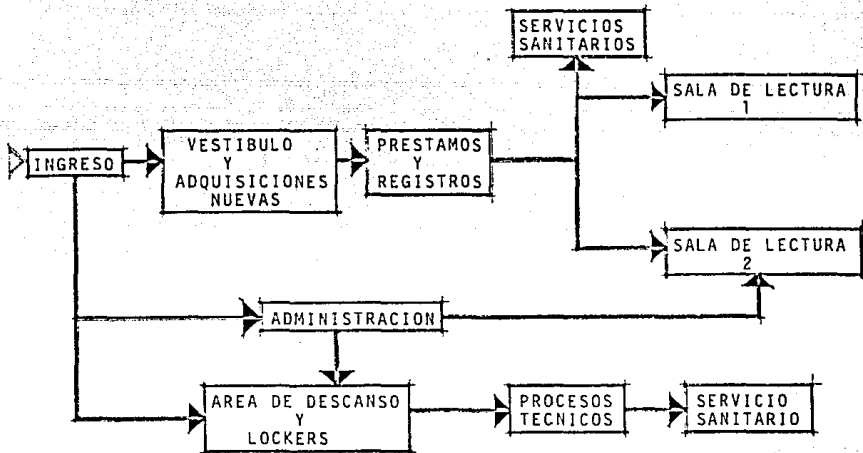 SERVICIOS
SANITARIOS
SALA DE LECTURA
1
INGRESO
VESTIBULO
Y
ADQUISICIONES
NUEVAS
PRESTAMOS
Y
REGISTROS
SALA DE LECTURA
2
ADMINISTRACION
AREA DE DESCANSO
Y
LOCKERS
PROCESOS
TECNICOS
SERVICIO
SANITARIO